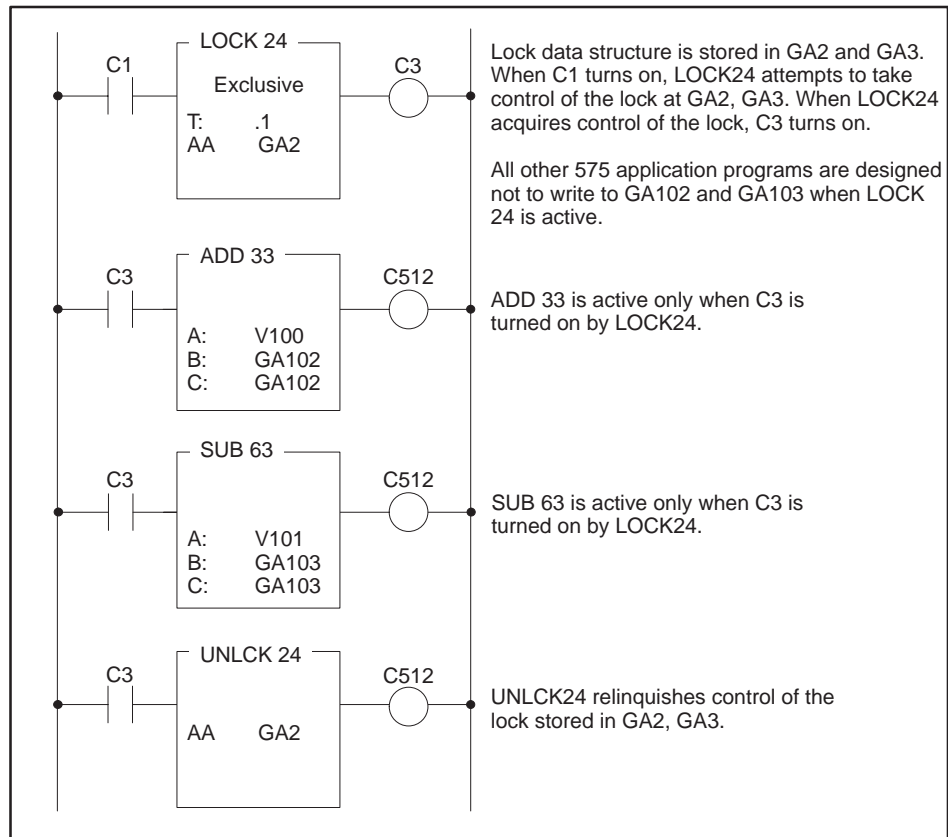 LOCK 24
C1
Exclusive
C3
T: .1
AA GA2
Lock data structure is stored in GA2 and GA3.
When C1 turns on, LOCK24 attempts to take
control of the lock at GA2, GA3. When LOCK24
acquires control of the lock, C3 turns on.
All other 575 application programs are designed
not to write to GA102 and GA103 when LOCK
24 is active.
ADD 33
C3
C512
A: V100
B: GA102
C: GA102
ADD 33 is active only when C3 is
turned on by LOCK24.
SUB 63
C3
C512
A: V101
B: GA103
C: GA103
SUB 63 is active only when C3 is
turned on by LOCK24.
UNLCK 24
C3
C512
AA GA2
UNLCK24 relinquishes control of the
lock stored in GA2, GA3.